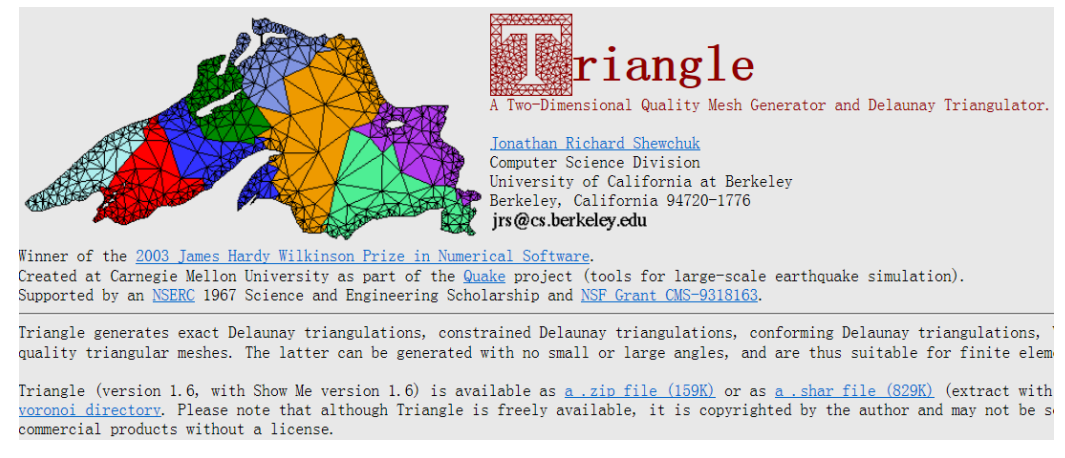 Triangle
A Two-Dimensional Quality Mesh Generator and Delaunay Triangulator.
Jonathan Richard Shewchuk
Computer Science Division
University of California at Berkeley
Berkeley, California 94720-1776
jrs@cs.berkeley.edu
Winner of the 2003 James Hardy Wilkinson Prize in Numerical Software.
Created at Carnegie Mellon University as part of the Quake project (tools for large-scale earthquake simulation).
Supported by an NSERC 1967 Science and Engineering Scholarship and NSF Grant CMS-9318163.
Triangle generates exact Delaunay triangulations, constrained Delaunay triangulations, conforming Delaunay triangulations,
quality triangular meshes. The latter can be generated with no small or large angles, and are thus suitable for finite
Triangle (version 1.6, with Show Me version 1.6) is available as a .zip file (159K) or as a .shar file (829K) (extract with
voronoi directory. Please note that although Triangle is freely available, it is copyrighted by the author and may not be
commercial products without a license.